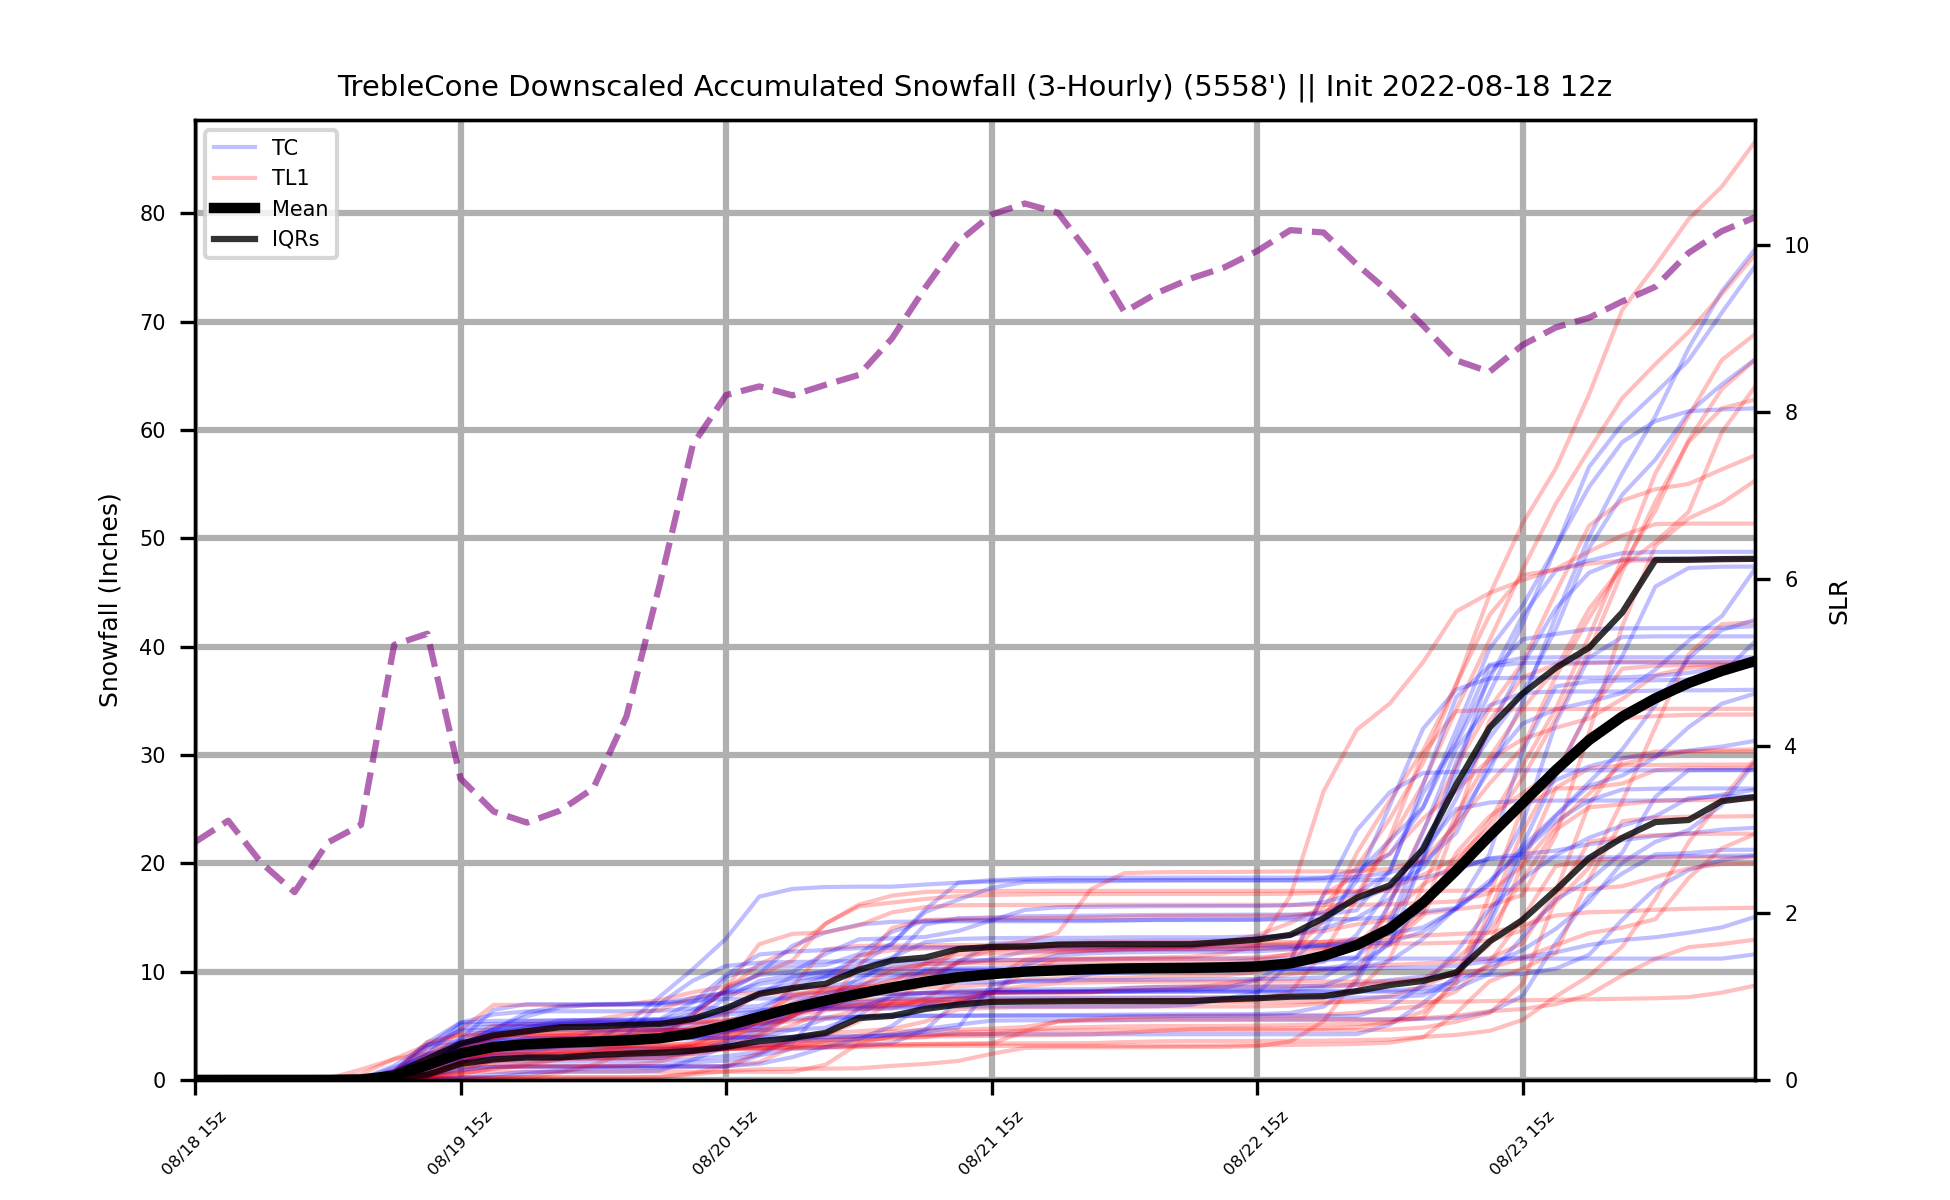 TrebleCone Downscaled Accumulated Snowfall (3-Hourly) (5558') || Init 2022-08-18 12z
TC
TL1
Mean
IQRs
Snowfall (Inches)
80
70
60
50
40
30
20
10
0
SLR
10
8
6
4
2
0
08/18 15z
08/19 15z
08/20 15z
08/21 15z
08/22 15z
08/23 15z